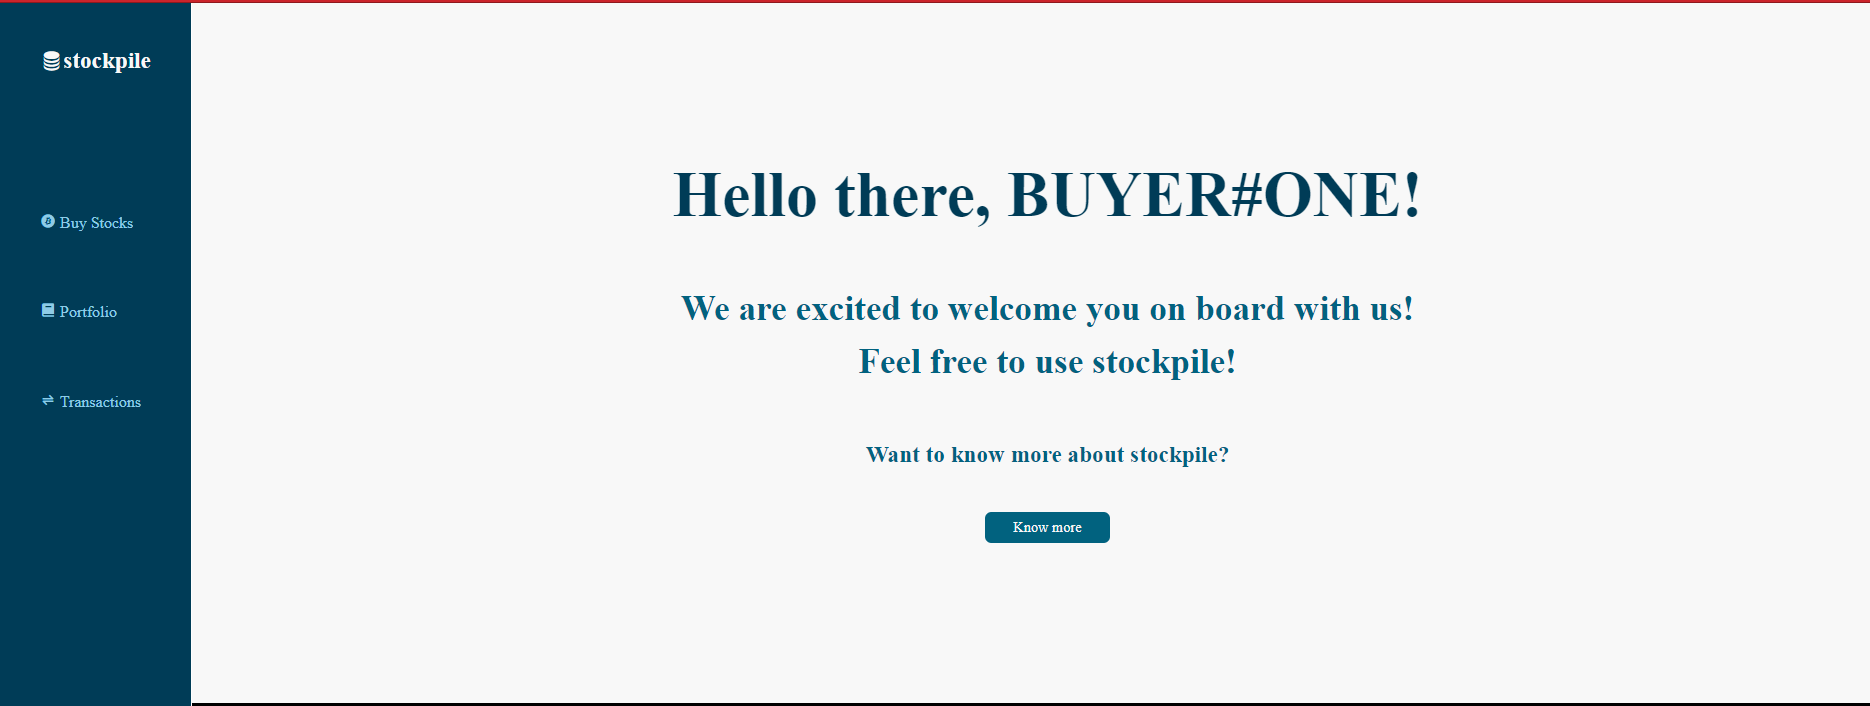 stockpile
Buy Stocks
Portfolio
Transactions
Hello there, BUYER#ONE!
We are excited to welcome you on board with us!
Feel free to use stockpile!
Want to know more about stockpile?
Know more